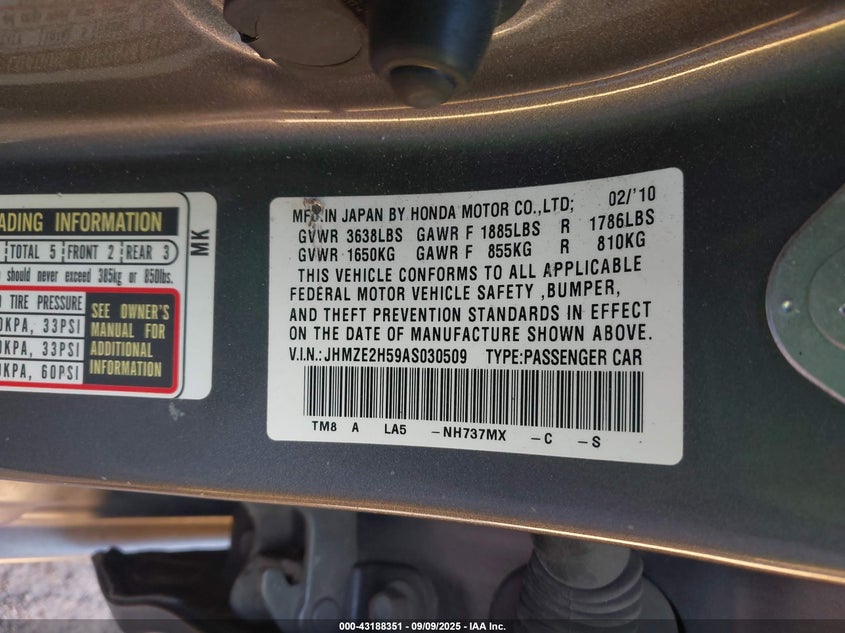 ADING INFORMATION
TOTAL 5 FRONT 2 REAR 3
should never exceed 385kg or 850lbs.
TIRE PRESSURE
KPA, 33PSI
KPA, 33PSI
KPA, 60PSI
SEE OWNER'S
MANUAL FOR
ADDITIONAL
INFORMATION
MK
MFD.IN JAPAN BY HONDA MOTOR CO.,LTD; 02/'10
GVWR 3638LBS GAWR F 1885LBS R 1786LBS
GVWR 1650KG GAWR F 855KG R 810KG
THIS VEHICLE CONFORMS TO ALL APPLICABLE
FEDERAL MOTOR VEHICLE SAFETY ,BUMPER,
AND THEFT PREVENTION STANDARDS IN EFFECT
ON THE DATE OF MANUFACTURE SHOWN ABOVE.
V.I.N.:JHMZE2H59AS030509 TYPE:PASSENGER CAR
TM8 A LA5 -NH737MX -C -S
000-43188351 - 09/09/2025 - IAA Inc.